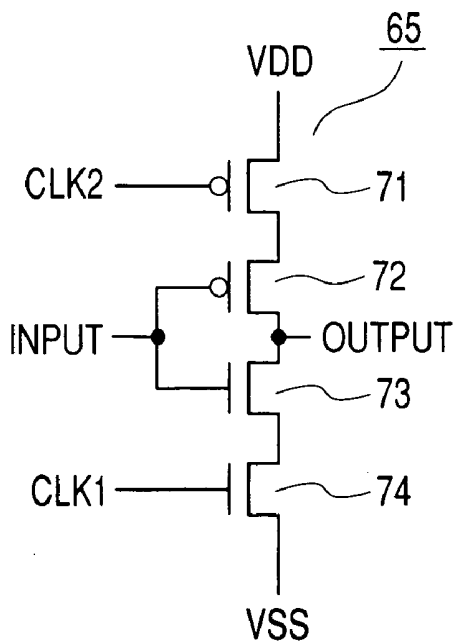 65
VDD
CLK2
71
72
INPUT
OUTPUT
73
CLK1
74
VSS